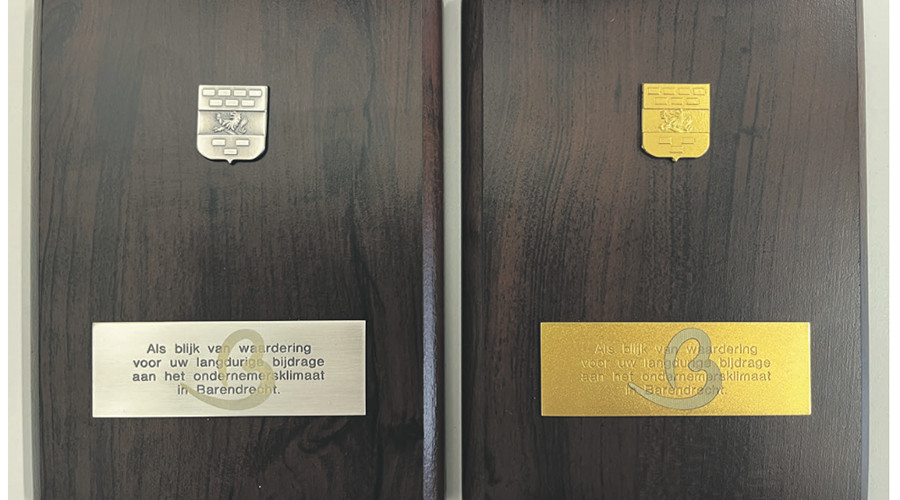 Als blijk van waardering
voor uw langdurige bijdrage
aan het ondernemersklimaat
in Barendrecht.
Als blijk van waardering
voor uw langdurige bijdrage
aan het ondernemersklimaat
in Barendrecht.